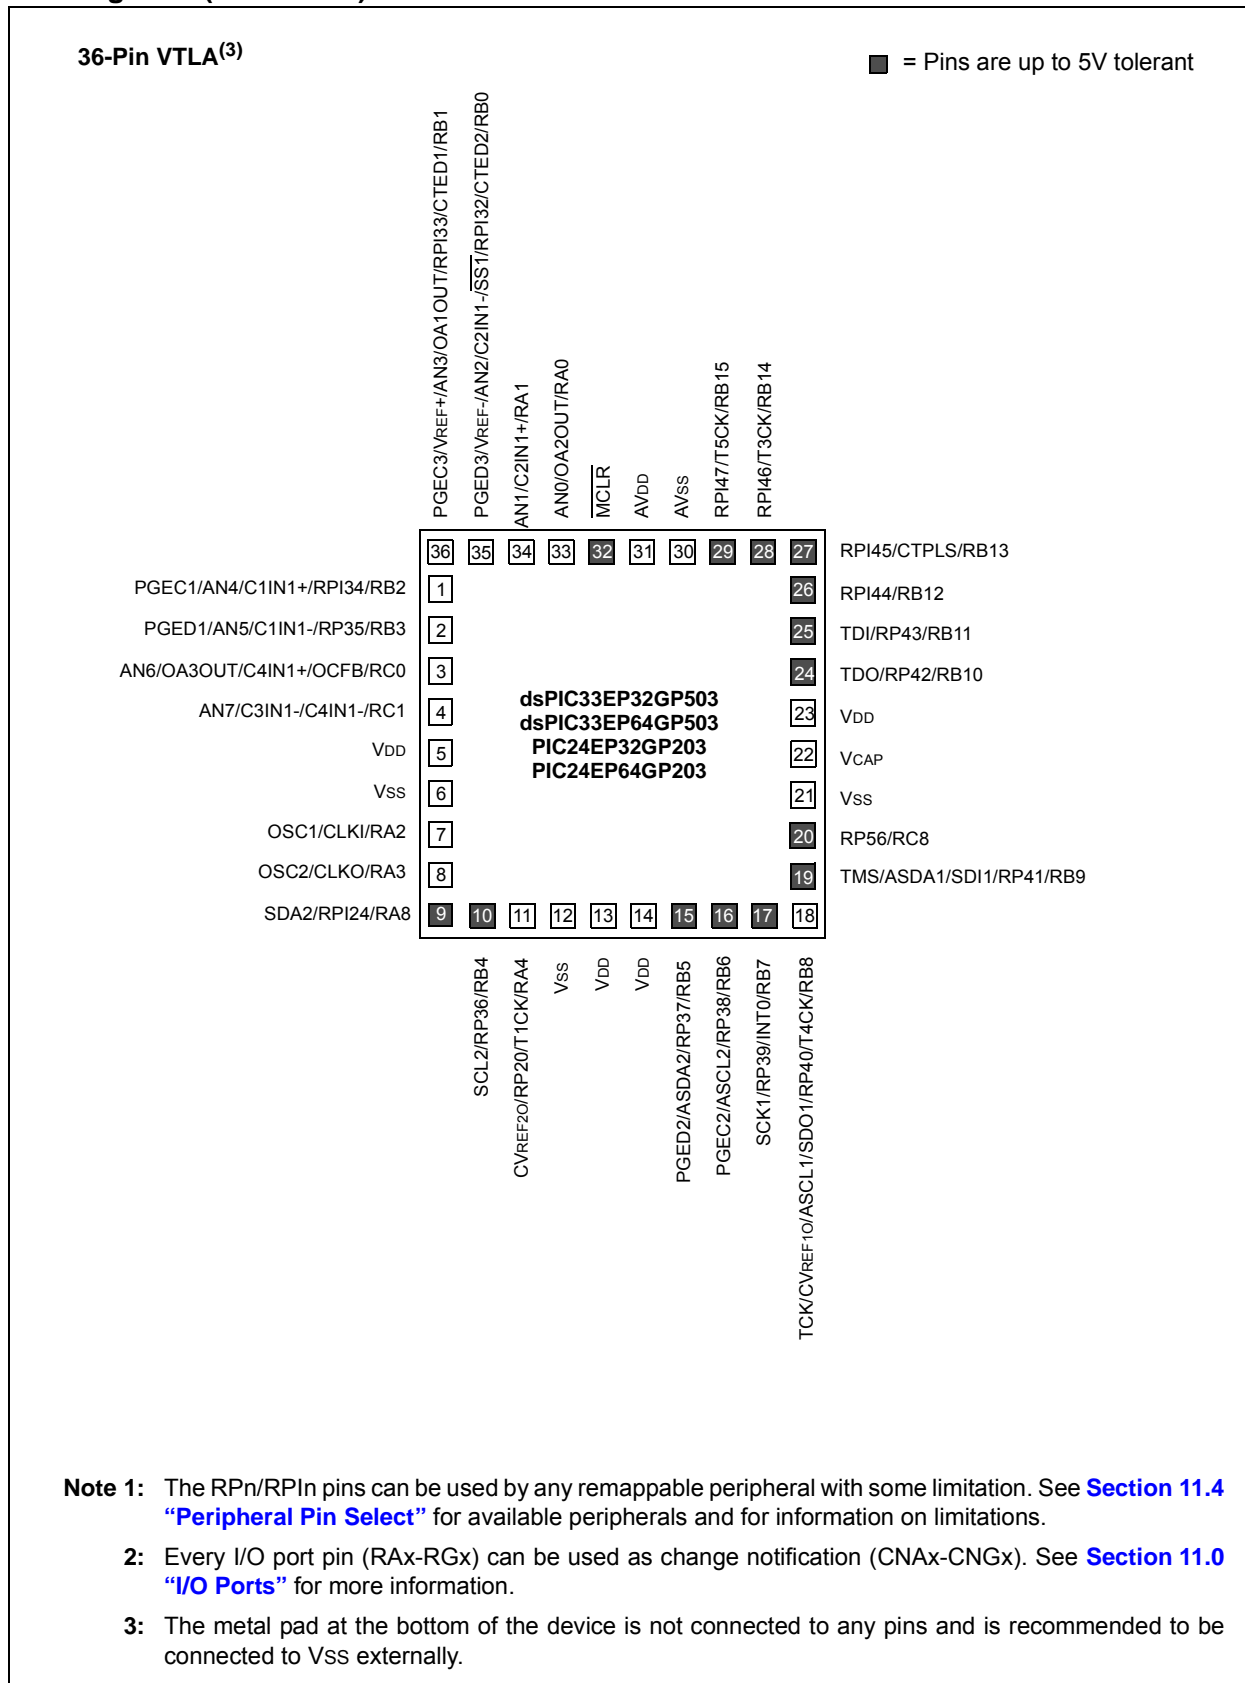 36-Pin VTLA(3)
= Pins are up to 5V tolerant
PGEC3/VREF+/AN3/OA1OUT/RPI33/CTED1/RB1
PGED3/VREF-/AN2/C2IN1-/SS1/RPI32/CTED2/RB0
AN1/C2IN1+/RA1
AN0/OA2OUT/RA0
MCLR
AVDD
AVSS
RPI47/T5CK/RB15
RPI46/T3CK/RB14
36 35 34 33 32 31 30 29 28 27 RPI45/CTPLS/RB13
PGEC1/AN4/C1IN1+/RPI34/RB2 1 26 RPI44/RB12
PGED1/AN5/C1IN1-/RP35/RB3 2 25 TDI/RP43/RB11
AN6/OA3OUT/C4IN1+/OCFB/RC0 3 24 TDO/RP42/RB10
AN7/C3IN1-/C4IN1-/RC1 4 23 VDD
VDD 5 22 VCAP
VSS 6 21 VSS
OSC1/CLKI/RA2 7 20 RP56/RC8
OSC2/CLKO/RA3 8 19 TMS/ASDA1/SDI1/RP41/RB9
SDA2/RPI24/RA8 9 10 11 12 13 14 15 16 17 18
dsPIC33EP32GP503
dsPIC33EP64GP503
PIC24EP32GP203
PIC24EP64GP203
SCL2/RP36/RB4
CVREF2O/RP20/T1CK/RA4
VSS
VDD
VDD
PGED2/ASDA2/RP37/RB5
PGEC2/ASCL2/RP38/RB6
SCK1/RP39/INT0/RB7
TCK/CVREF1O/ASCL1/SDO1/RP40/T4CK/RB8
Note 1: The RPn/RPIn pins can be used by any remappable peripheral with some limitation. See Section 11.4
“Peripheral Pin Select” for available peripherals and for information on limitations.
2: Every I/O port pin (RAx-RGx) can be used as change notification (CNAx-CNGx). See Section 11.0
“I/O Ports” for more information.
3: The metal pad at the bottom of the device is not connected to any pins and is recommended to be
connected to VSS externally.